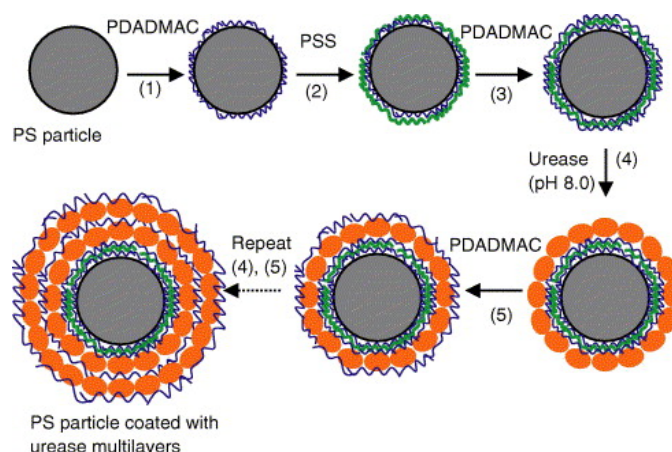 PDADMAC
(1)
PSS
(2)
PDADMAC
(3)
PS particle
Urease
(pH 8.0)
(4)
PDADMAC
(5)
Repeat
(4), (5)
PS particle coated with
urease multilayers